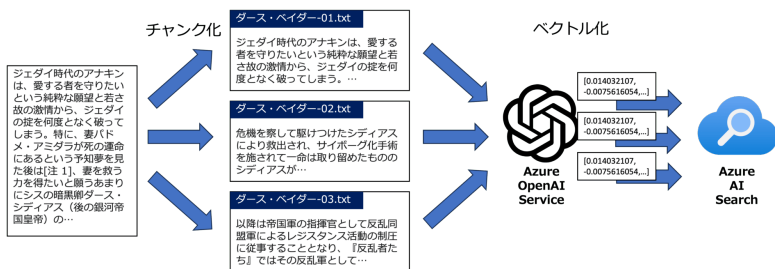 チャンク化
ベクトル化
ジェダイ時代のアナキン
は、愛する者を守りたい
という純粋な願望と若さ
故の激情から、ジェダイ
の掟を何度となく破って
しまう。特に、妻パド
メ・アミダラが死の運命
にあるという予知夢を見
た後は[注 1]、妻を救う
力を得たいと願うあまり
にシスの暗黒卿ダース・
シディアス（後の銀河帝
国皇帝）の…
ダース・ベイダー-01.txt
ジェダイ時代のアナキンは、愛する
者を守りたいという純粋な願望と若
さ故の激情から、ジェダイの掟を何
度となく破ってしまう。…
ダース・ベイダー-02.txt
危機を察して駆けつけたシディアス
により救出され、サイボーグ化手術
を施されて一命は取り留めたものの
シディアスが…
ダース・ベイダー-03.txt
以降は帝国軍の指揮官として反乱同
盟軍によるレジスタンス活動の制圧
に従事することとなり、『反乱者た
ち』ではその反乱軍として…
Azure
OpenAI
Service
[0.014032107,
-0.0075616054,...]
[0.014032107,
-0.0075616054,...]
[0.014032107,
-0.0075616054,...]
Azure
AI
Search